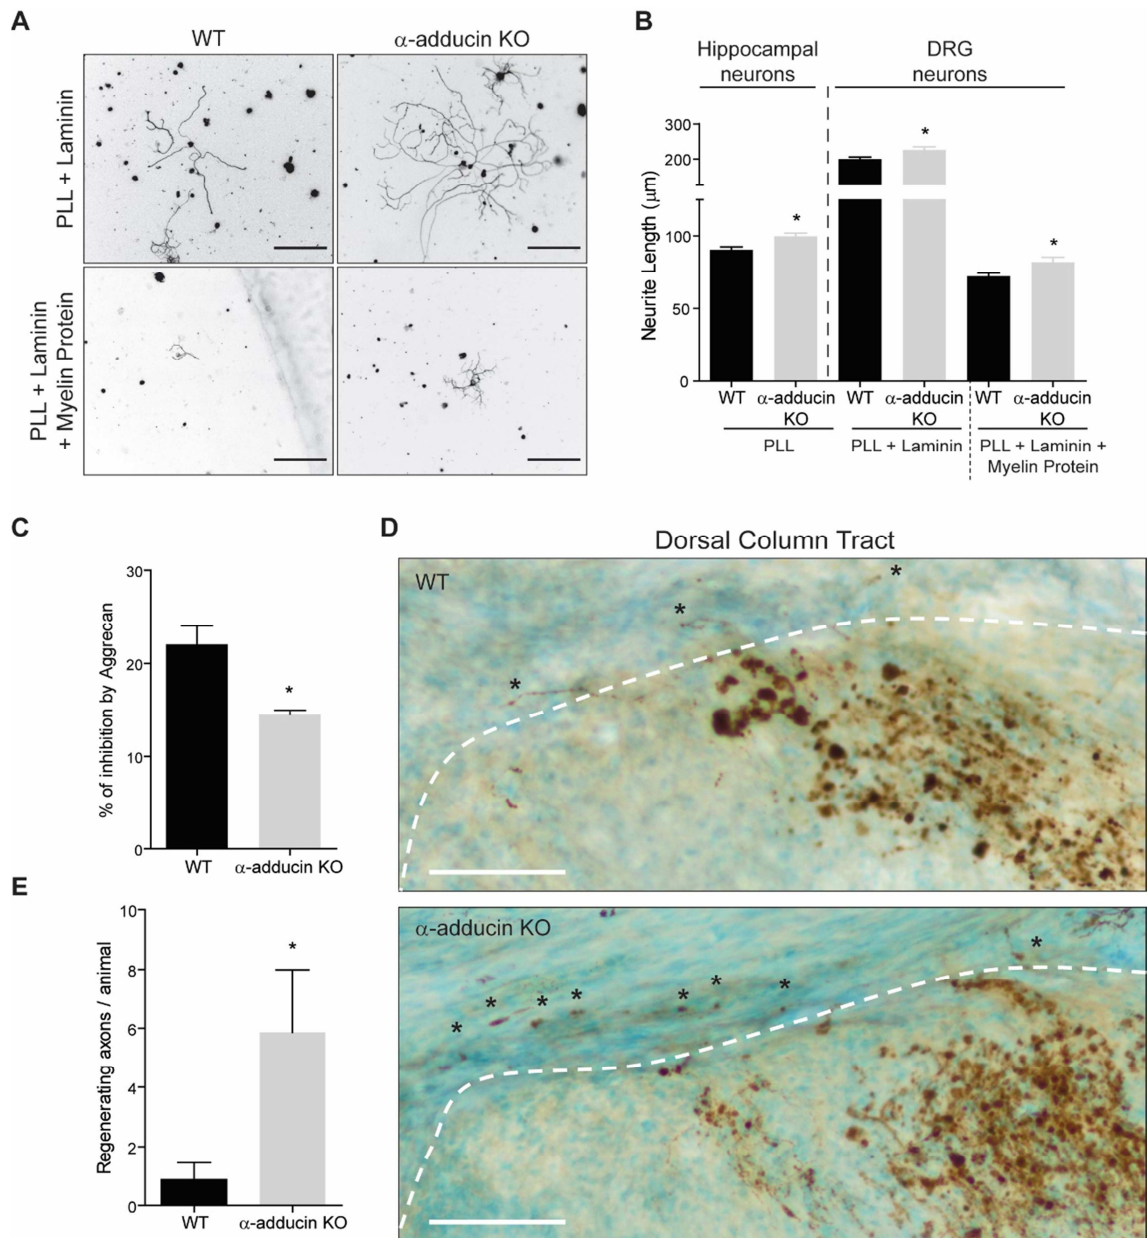 A
WT
α-adducin KO
PLL + Laminin
PLL + Laminin
+ Myelin Protein
B
Hippocampal
neurons
DRG
neurons
Neurite Length (μm)
300
200
100
50
0
*
*
*
WT
α-adducin
KO
WT
α-adducin
KO
WT
α-adducin
KO
PLL
PLL + Laminin
PLL + Laminin +
Myelin Protein
C
% of inhibition by Aggrecan
30
20
10
0
*
WT
α-adducin KO
D
Dorsal Column Tract
WT
*
*
*
α-adducin KO
*
*
*
*
*
*
*
*
E
Regenerating axons / animal
10
8
6
4
2
0
*
WT
α-adducin KO